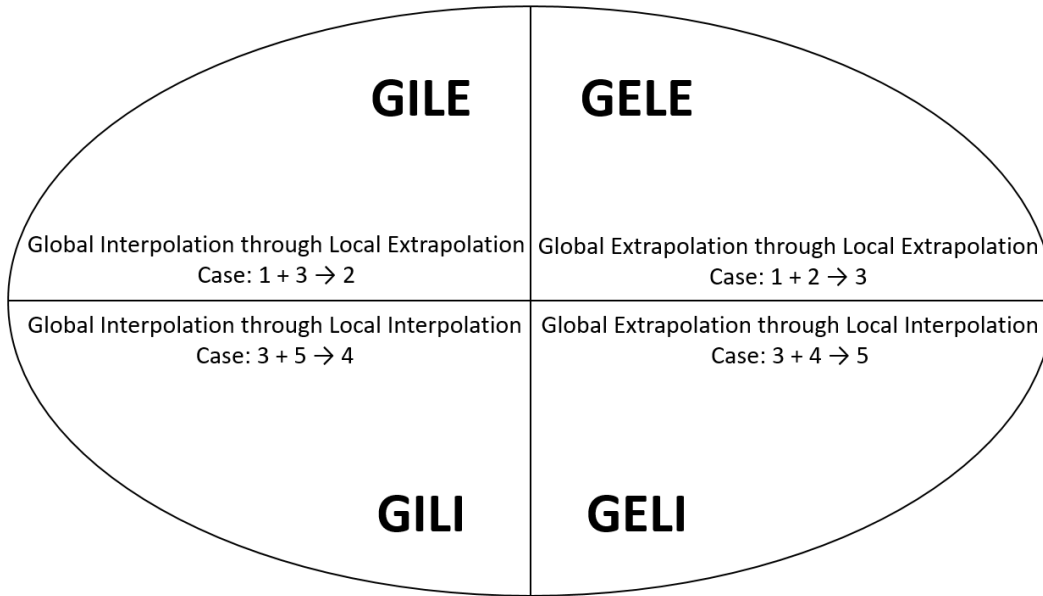 GILE
GELE
Global Interpolation through Local Extrapolation
Case: 1 + 3 → 2
Global Extrapolation through Local Extrapolation
Case: 1 + 2 → 3
Global Interpolation through Local Interpolation
Case: 3 + 5 → 4
Global Extrapolation through Local Interpolation
Case: 3 + 4 → 5
GILI
GELI